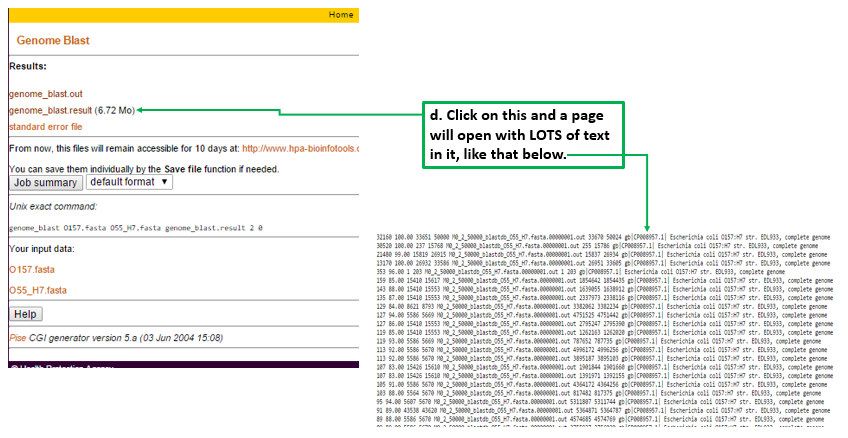 Home
Genome Blast
Results:
genome_blast.out
genome_blast.result (6.72 Mo)
standard error file
From now, this files will remain accessible for 10 days at: http://www.hpa-bioinfotools.
You can save them individually by the Save file function if needed.
Job summary default format
Unix exact command:
genome_blast O157.fasta O55_H7.fasta genome_blast.result 2 0
Your input data:
O157.fasta
O55_H7.fasta
Help
Pise CGI generator version 5.a (03 Jun 2004 15:08)
d. Click on this and a page
will open with LOTS of text
in it, like that below.
32160 100.00 33651 50000 M0_2_50000_blastdb_O55_H7.fasta.00000001.out 33670 50024 gb|CP008957.1| Escherichia coli O157:H7 str. EDL933, complete genome
30520 100.00 237 15768 M0_2_50000_blastdb_O55_H7.fasta.00000001.out 255 15786 gb|CP008957.1| Escherichia coli O157:H7 str. EDL933, complete genome
21480 99.00 15819 26915 M0_2_50000_blastdb_O55_H7.fasta.00000001.out 15837 26934 gb|CP008957.1| Escherichia coli O157:H7 str. EDL933, complete genome
13170 100.00 26932 33586 M0_2_50000_blastdb_O55_H7.fasta.00000001.out 26951 33605 gb|CP008957.1| Escherichia coli O157:H7 str. EDL933, complete genome
353 96.00 1 203 M0_2_50000_blastdb_O55_H7.fasta.00000001.out 1 203 gb|CP008957.1| Escherichia coli O157:H7 str. EDL933, complete genome
159 85.00 15410 15617 M0_2_50000_blastdb_O55_H7.fasta.00000001.out 1854642 1854435 gb|CP008957.1| Escherichia coli O157:H7 str. EDL933, complete genome
143 88.00 15410 15553 M0_2_50000_blastdb_O55_H7.fasta.00000001.out 1639055 1638912 gb|CP008957.1| Escherichia coli O157:H7 str. EDL933, complete genome
135 87.00 15410 15553 M0_2_50000_blastdb_O55_H7.fasta.00000001.out 2337973 2338116 gb|CP008957.1| Escherichia coli O157:H7 str. EDL933, complete genome
129 84.00 8621 8793 M0_2_50000_blastdb_O55_H7.fasta.00000001.out 3382062 3382234 gb|CP008957.1| Escherichia coli O157:H7 str. EDL933, complete genome
127 94.00 5586 5669 M0_2_50000_blastdb_O55_H7.fasta.00000001.out 4751525 4751442 gb|CP008957.1| Escherichia coli O157:H7 str. EDL933, complete genome
127 86.00 15410 15553 M0_2_50000_blastdb_O55_H7.fasta.00000001.out 2795247 2795390 gb|CP008957.1| Escherichia coli O157:H7 str. EDL933, complete genome
119 85.00 15410 15553 M0_2_50000_blastdb_O55_H7.fasta.00000001.out 1262163 1262020 gb|CP008957.1| Escherichia coli O157:H7 str. EDL933, complete genome
119 93.00 5586 5669 M0_2_50000_blastdb_O55_H7.fasta.00000001.out 787652 787735 gb|CP008957.1| Escherichia coli O157:H7 str. EDL933, complete genome
113 92.00 5586 5670 M0_2_50000_blastdb_O55_H7.fasta.00000001.out 4996172 4996256 gb|CP008957.1| Escherichia coli O157:H7 str. EDL933, complete genome
113 92.00 5586 5670 M0_2_50000_blastdb_O55_H7.fasta.00000001.out 3895187 3895103 gb|CP008957.1| Escherichia coli O157:H7 str. EDL933, complete genome
107 83.00 15426 15610 M0_2_50000_blastdb_O55_H7.fasta.00000001.out 1901844 1901660 gb|CP008957.1| Escherichia coli O157:H7 str. EDL933, complete genome
107 83.00 15426 15610 M0_2_50000_blastdb_O55_H7.fasta.00000001.out 1391971 1392155 gb|CP008957.1| Escherichia coli O157:H7 str. EDL933, complete genome
105 91.00 5586 5670 M0_2_50000_blastdb_O55_H7.fasta.00000001.out 4364172 4364256 gb|CP008957.1| Escherichia coli O157:H7 str. EDL933, complete genome
103 88.00 5564 5670 M0_2_50000_blastdb_O55_H7.fasta.00000001.out 817482 817375 gb|CP008957.1| Escherichia coli O157:H7 str. EDL933, complete genome
95 94.00 5607 5670 M0_2_50000_blastdb_O55_H7.fasta.00000001.out 5311807 5311744 gb|CP008957.1| Escherichia coli O157:H7 str. EDL933, complete genome
91 89.00 43538 43620 M0_2_50000_blastdb_O55_H7.fasta.00000001.out 5364871 5364787 gb|CP008957.1| Escherichia coli O157:H7 str. EDL933, complete genome
89 88.00 5586 5670 M0_2_50000_blastdb_O55_H7.fasta.00000001.out 4574685 4574769 gb|CP008957.1| Escherichia coli O157:H7 str. EDL933, complete genome